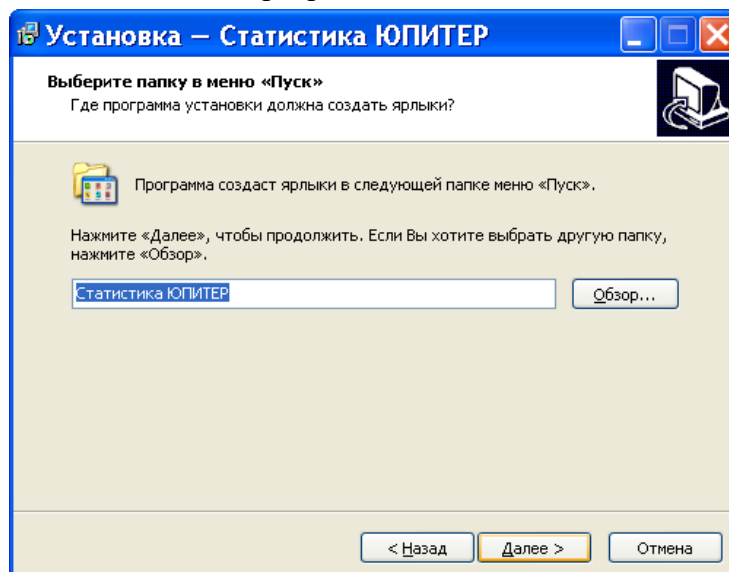 Установка — Статистика ЮПИТЕР
Выберите папку в меню «Пуск»
Где программа установки должна создать ярлыки?
Программа создаст ярлыки в следующей папке меню «Пуск».
Нажмите «Далее», чтобы продолжить. Если Вы хотите выбрать другую папку,
нажмите «Обзор».
Статистика ЮПИТЕР
Обзор...
< Назад
Далее >
Отмена